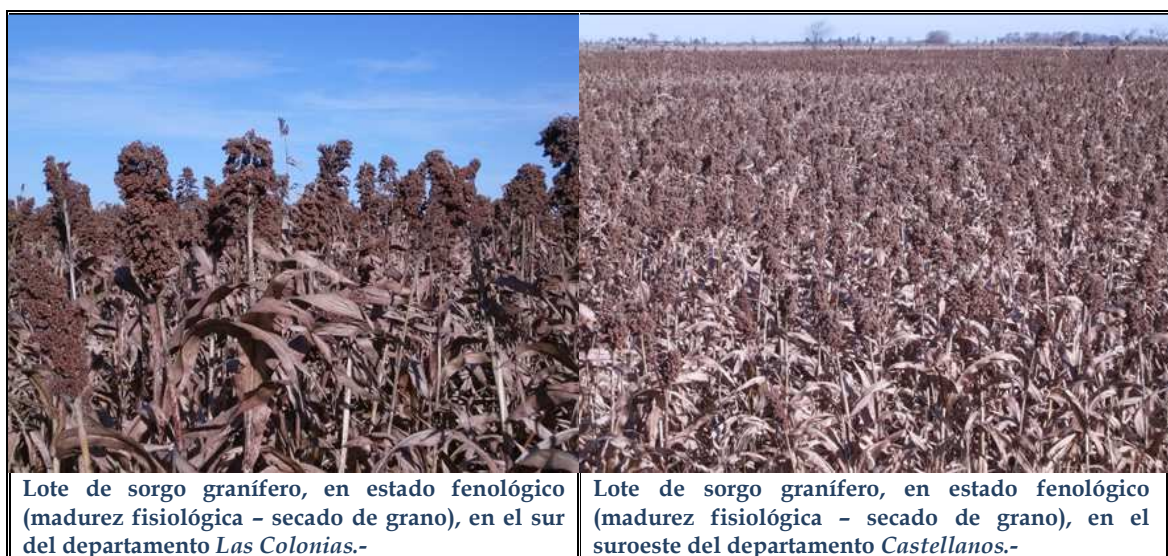 Lote de sorgo granífero, en estado fenológico
(madurez fisiológica – secado de grano), en el sur
del departamento Las Colonias.-
Lote de sorgo granífero, en estado fenológico
(madurez fisiológica – secado de grano), en el
suroeste del departamento Castellanos.-